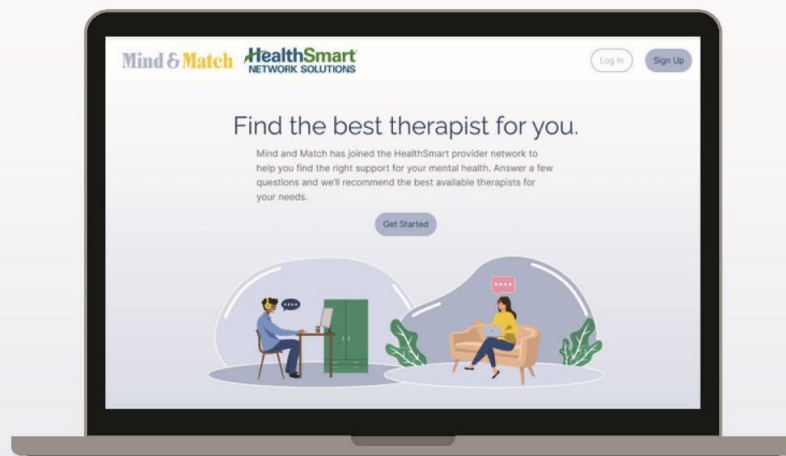 Mind & Match
HealthSmart
NETWORK SOLUTIONS
Log In
Sign Up
Find the best therapist for you.
Mind and Match has joined the HealthSmart provider network to
help you find the right support for your mental health. Answer a few
questions and we'll recommend the best available therapists for
your needs.
Get Started